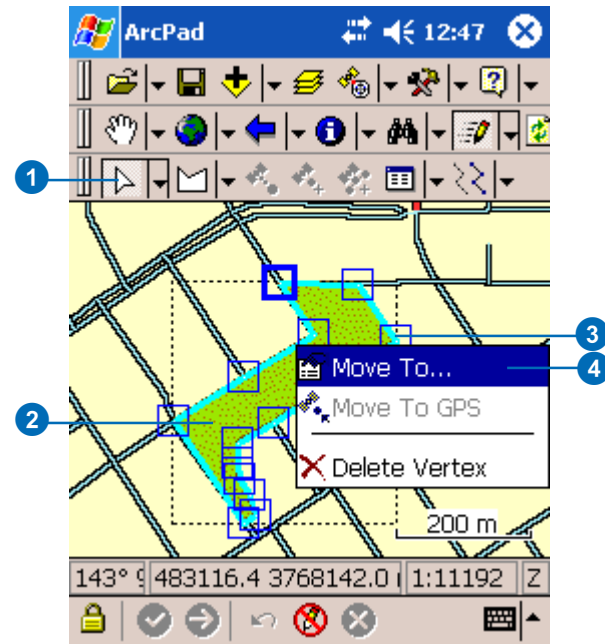 ArcPad 12:47
1
3
Move To...
4
Move To GPS
2
Delete Vertex
200 m
143° 483116.4 3768142.0 1:11192 Z